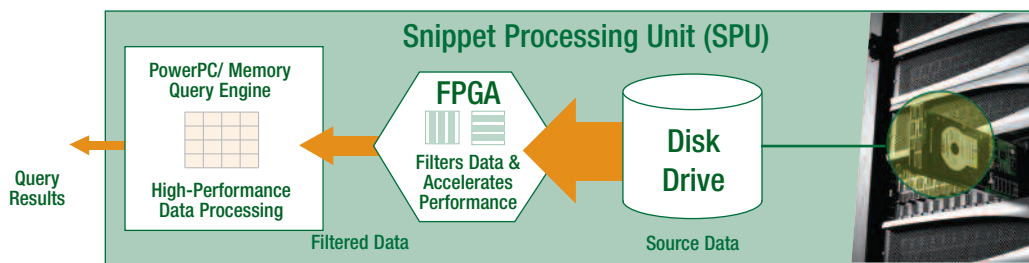 Snippet Processing Unit (SPU)
PowerPC/ Memory
Query Engine
High-Performance
Data Processing
FPGA
Filters Data &
Accelerates
Performance
Disk
Drive
Query
Results
Filtered Data
Source Data